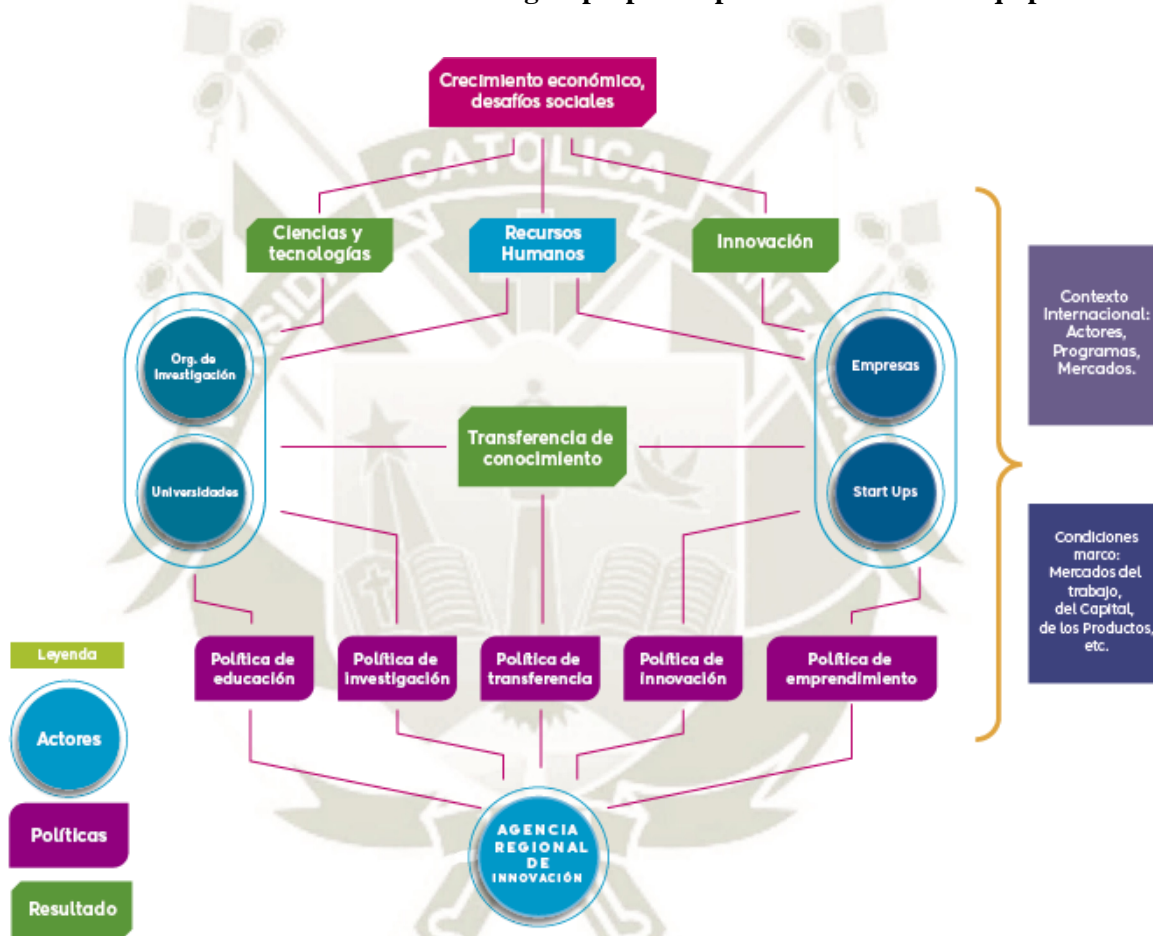 Crecimiento económico,
desafíos sociales
CATOLICA
Ciencias y
tecnologías
Recursos
Humanos
Innovación
Contexto
Internacional:
Actores,
Programas,
Mercados.
Org. de
Investigación
Empresas
Transferencia de
conocimiento
Universidades
Start Ups
Condiciones
marco:
Mercados del
trabajo,
del Capital,
de los Productos,
etc.
Política de
educación
Política de
investigación
Política de
transferencia
Política de
innovación
Política de
emprendimiento
Leyenda
Actores
Políticas
Resultado
AGENCIA
REGIONAL
DE
INNOVACIÓN